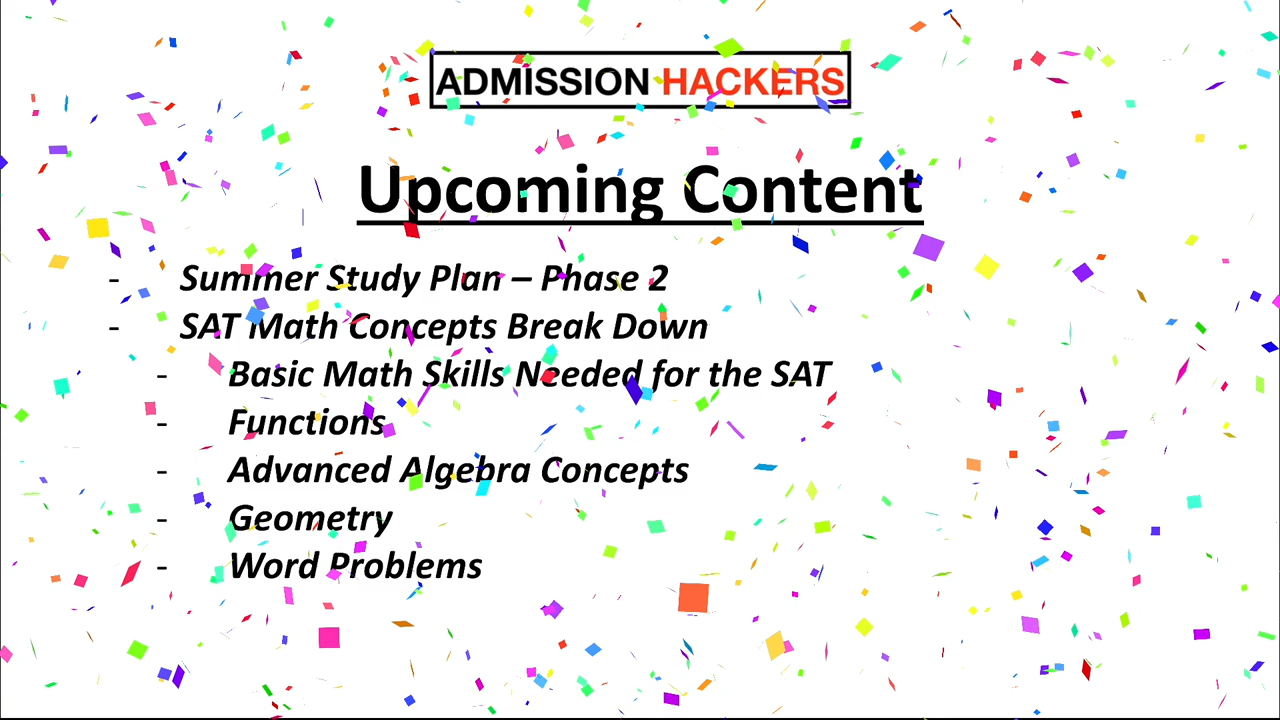 ADMISSION HACKERS
Upcoming Content
- Summer Study Plan – Phase 2
- SAT Math Concepts Break Down
- Basic Math Skills Needed for the SAT
- Functions
- Advanced Algebra Concepts
- Geometry
- Word Problems